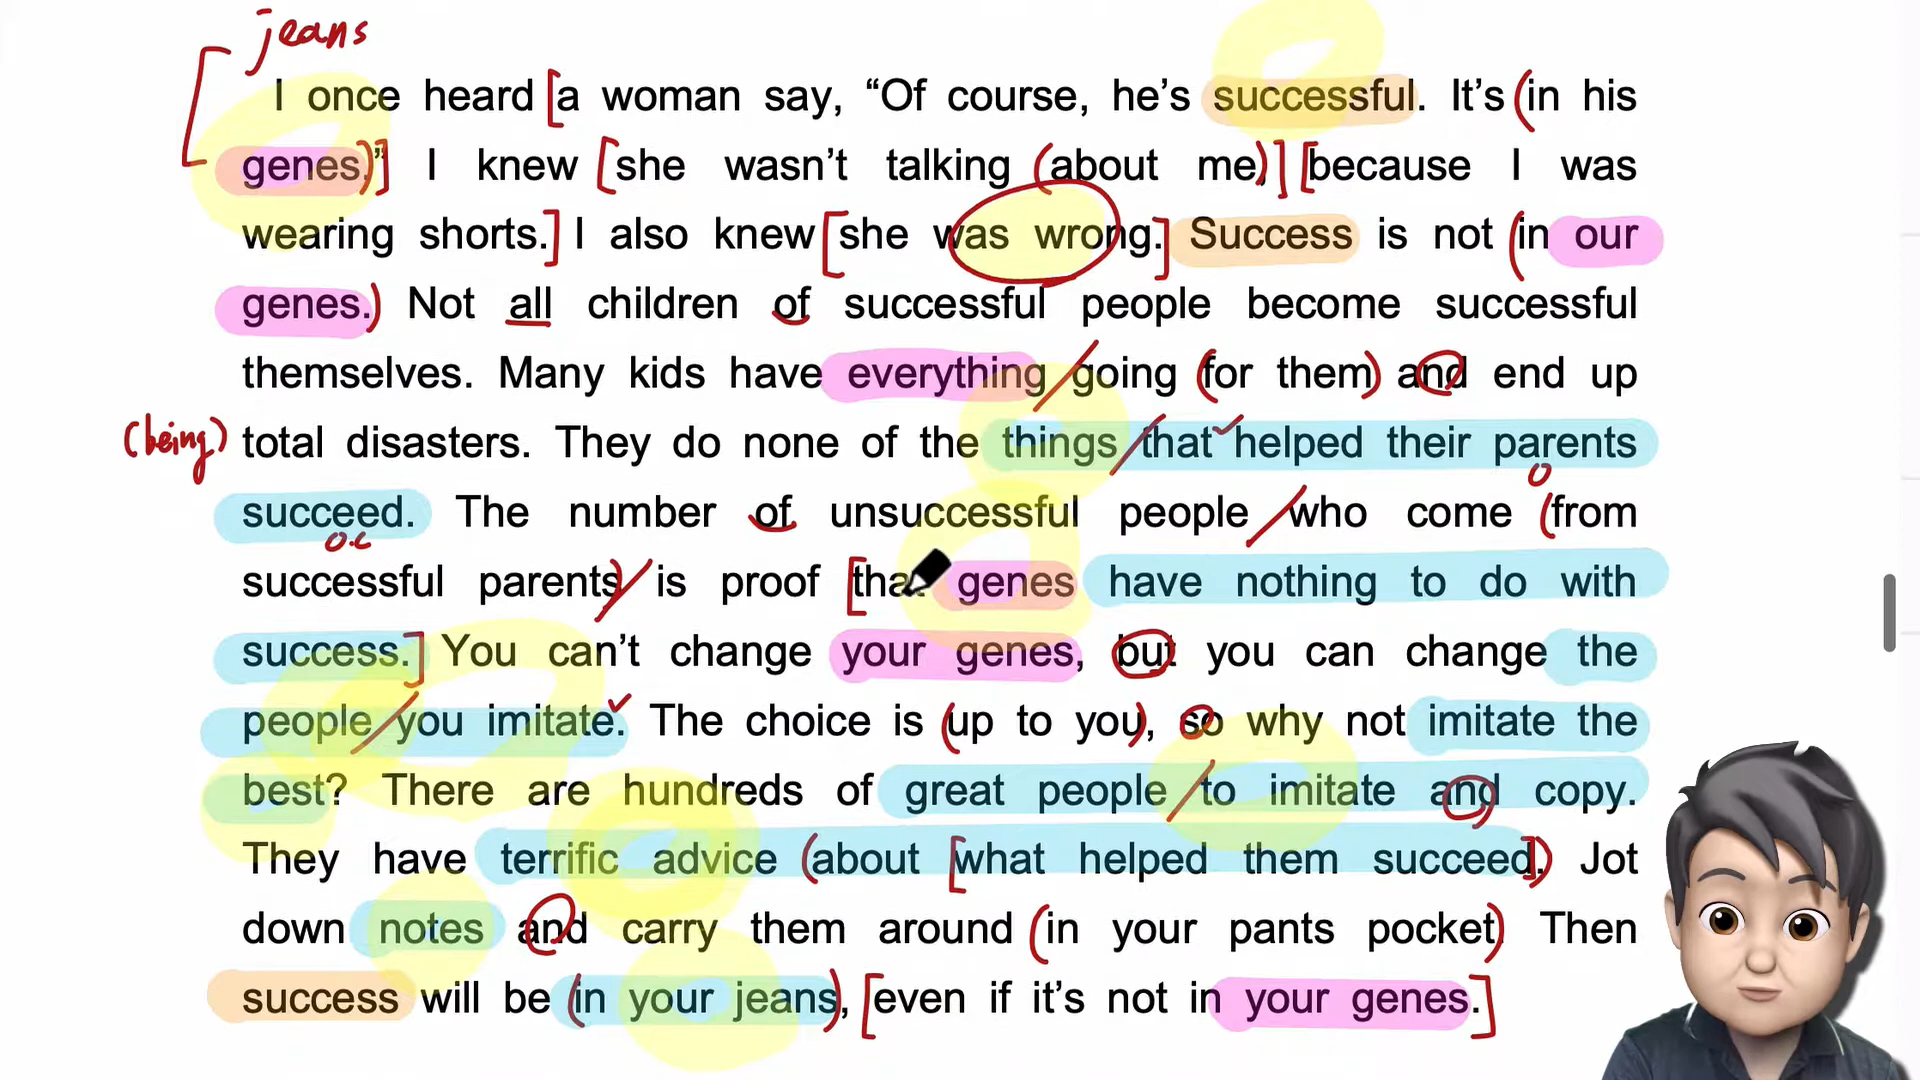 jeans
I once heard [a woman say, “Of course, he’s successful. It’s (in his
genes.)”] I knew [she wasn’t talking (about me)] [because I was
wearing shorts.] I also knew [she was wrong.] Success is not (in our
genes.) Not all children of successful people become successful
themselves. Many kids have everything / going (for them) and end up
(being) total disasters. They do none of the things / that helped their parents
O
succeed. The number of unsuccessful people / who come (from
O.C
successful parents) / is proof [that genes have nothing to do with
success.] You can’t change your genes, but you can change the
people / you imitate. The choice is (up to you), so why not imitate the
best? There are hundreds of great people / to imitate and copy.
They have terrific advice (about [what helped them succeed].) Jot
down notes and carry them around (in your pants pocket) Then
success will be (in your jeans), [even if it’s not in your genes.]